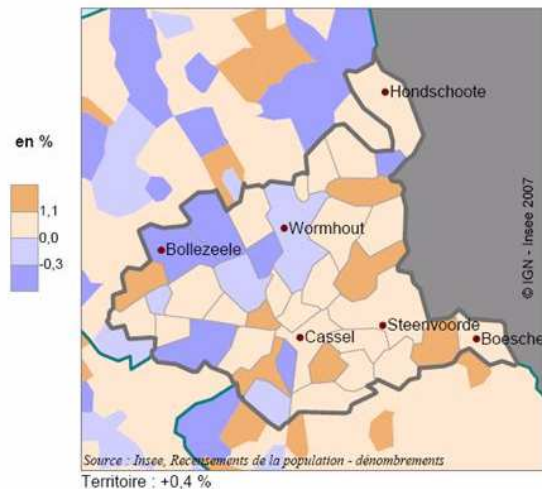 Hondschoote
en %
1,1
0,0
-0,3
Wormhout
Bollezeele
© IGN - Insee 2007
Cassel
Steenvoorde
Boesche
Source : Insee, Recensements de la population - dénombrements
Territoire : +0,4 %